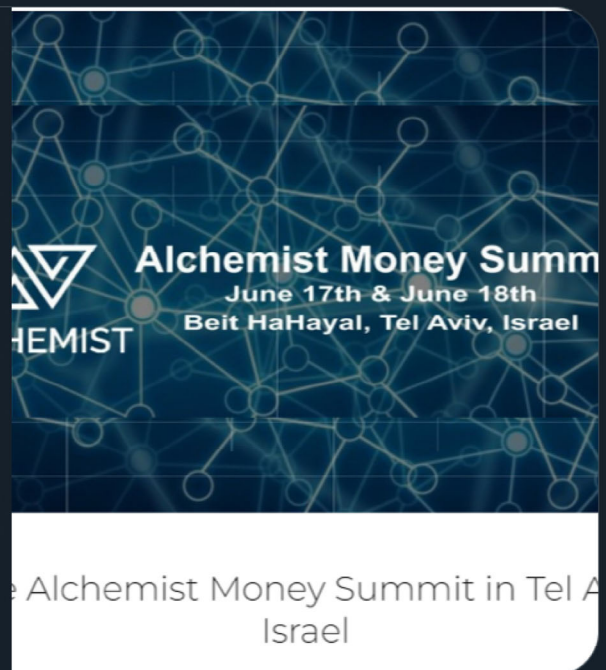 Alchemist Money Summ
June 17th & June 18th
Beit HaHayal, Tel Aviv, Israel
HEMIST
e Alchemist Money Summit in Tel A
Israel